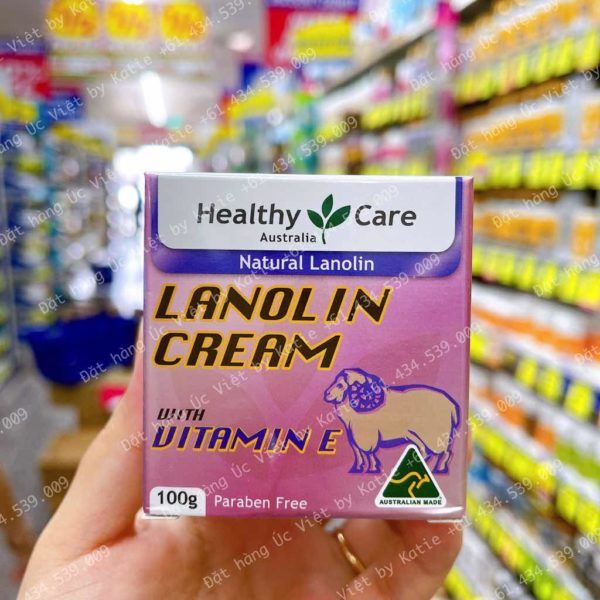 Healthy Care
Australia
Natural Lanolin
LANOLIN
CREAM
WITH
VITAMIN E
100g
Paraben Free
AUSTRALIAN MADE
Đặt hàng Úc Việt by Katie +61.434.539.009